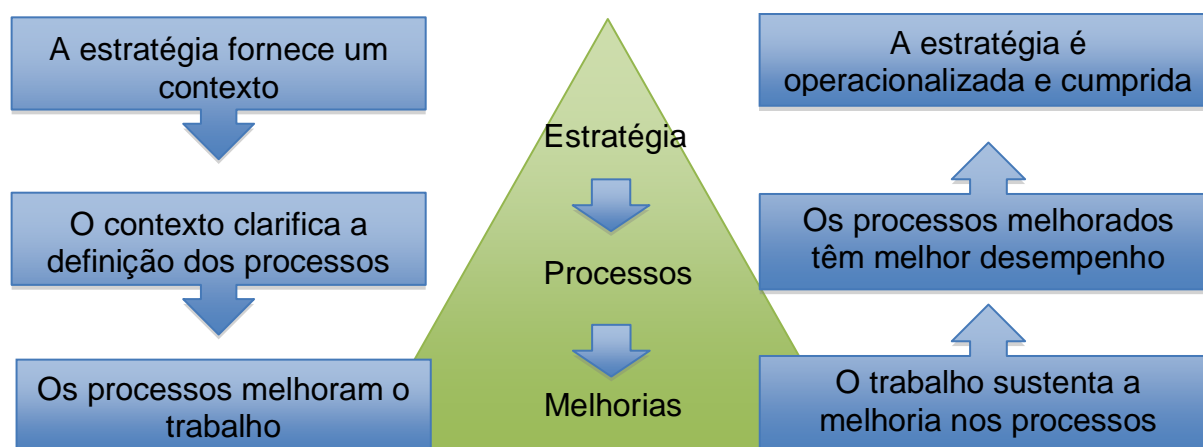 A estratégia fornece um
contexto
O contexto clarifica a
definição dos processos
Os processos melhoram o
trabalho
Estratégia
Processos
Melhorias
A estratégia é
operacionalizada e cumprida
Os processos melhorados
têm melhor desempenho
O trabalho sustenta a
melhoria nos processos